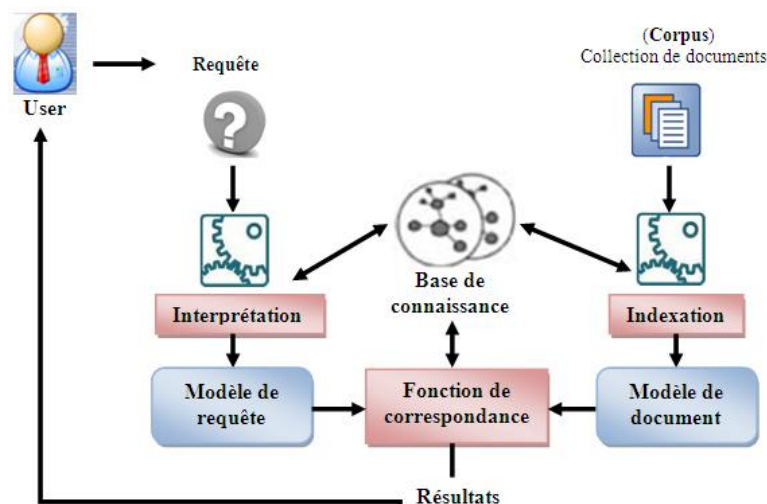 (Corpus)
Requête
Collection de documents
User
?
Base de
connaissance
Interprétation
Indexation
Modèle de
requête
Fonction de
correspondance
Modèle de
document
Résultats